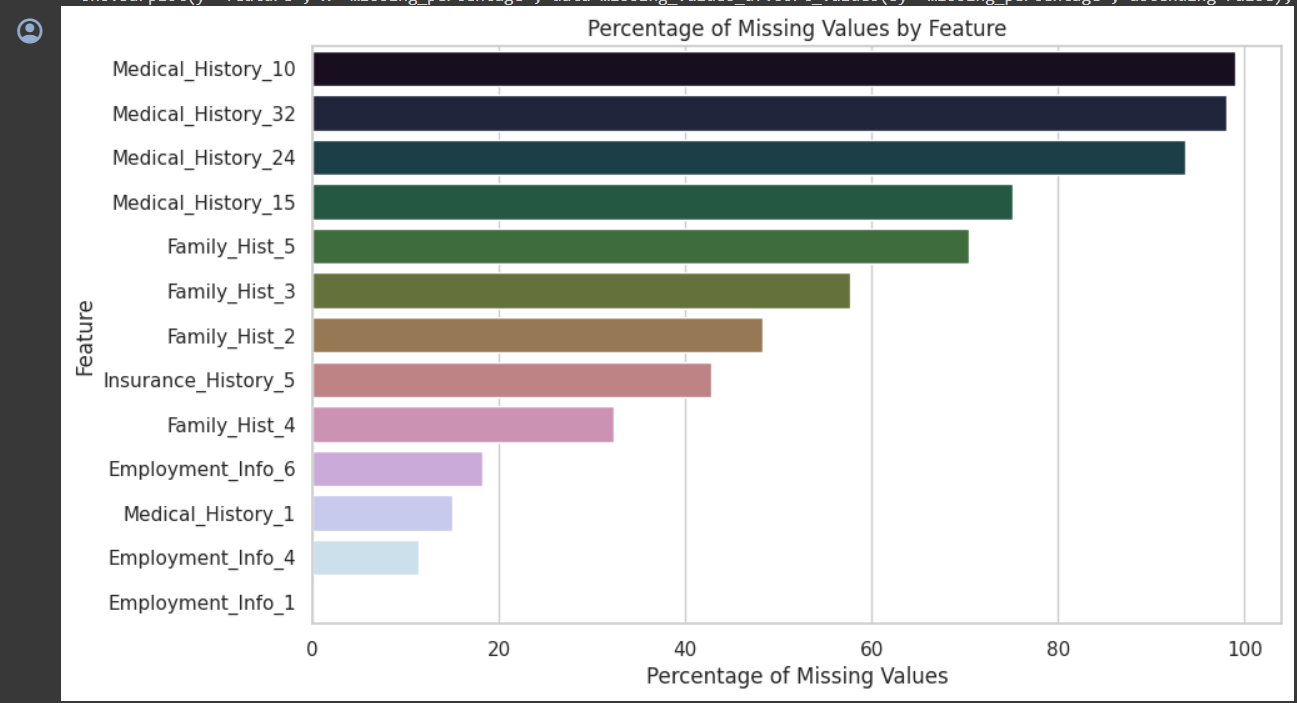 Percentage of Missing Values by Feature
Medical_History_10
Medical_History_32
Medical_History_24
Medical_History_15
Family_Hist_5
Family_Hist_3
Family_Hist_2
Insurance_History_5
Family_Hist_4
Employment_Info_6
Medical_History_1
Employment_Info_4
Employment_Info_1
Feature
0 20 40 60 80 100
Percentage of Missing Values